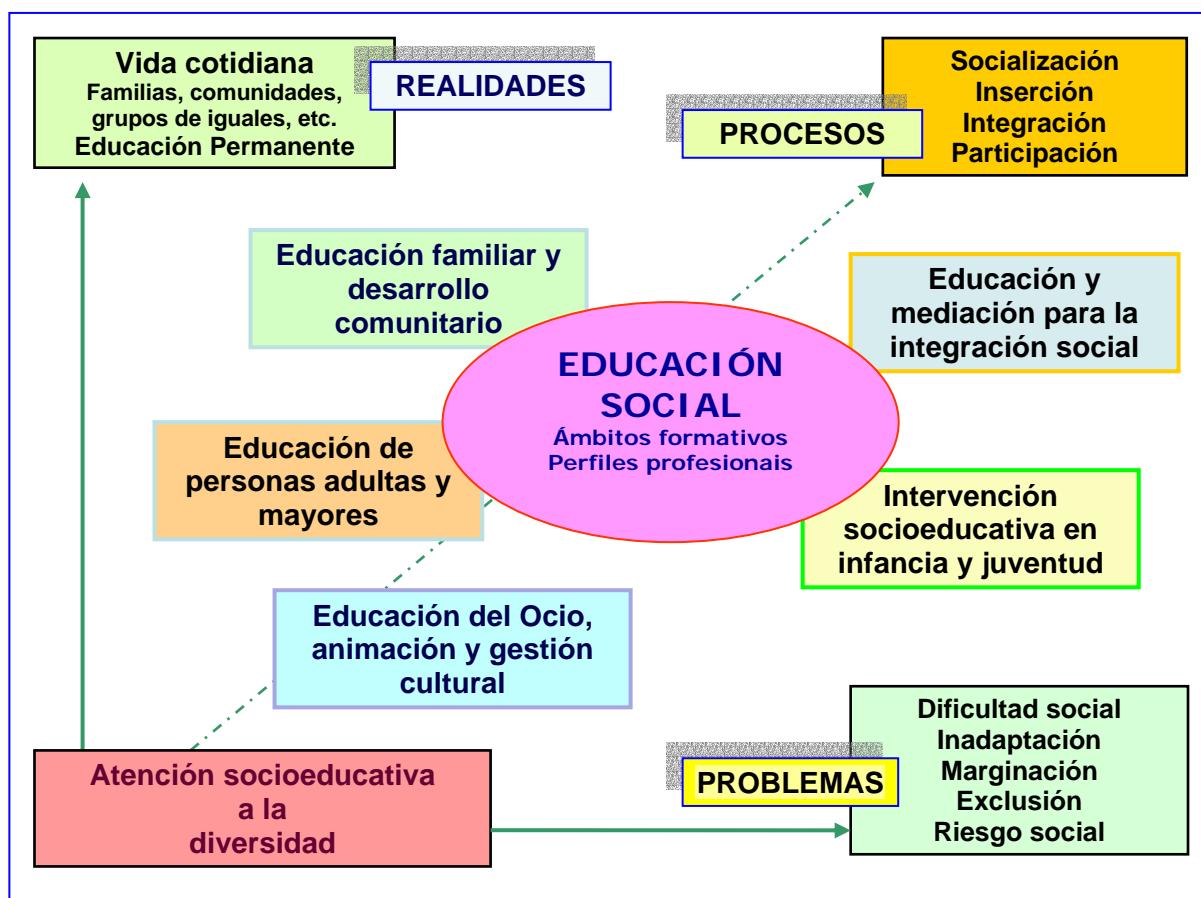 Vida cotidiana
Familias, comunidades,
grupos de iguales, etc.
Educación Permanente
REALIDADES
PROCESOS
Socialización
Inserción
Integración
Participación
Educación familiar y
desarrollo
comunitario
Educación y
mediación para la
integración social
EDUCACIÓN
SOCIAL
Ámbitos formativos
Perfiles profesionais
Educación de
personas adultas y
mayores
Intervención
socioeducativa en
infancia y juventud
Educación del Ocio,
animación y gestión
cultural
Atención socioeducativa
a la
diversidad
PROBLEMAS
Dificultad social
Inadaptación
Marginación
Exclusión
Riesgo social